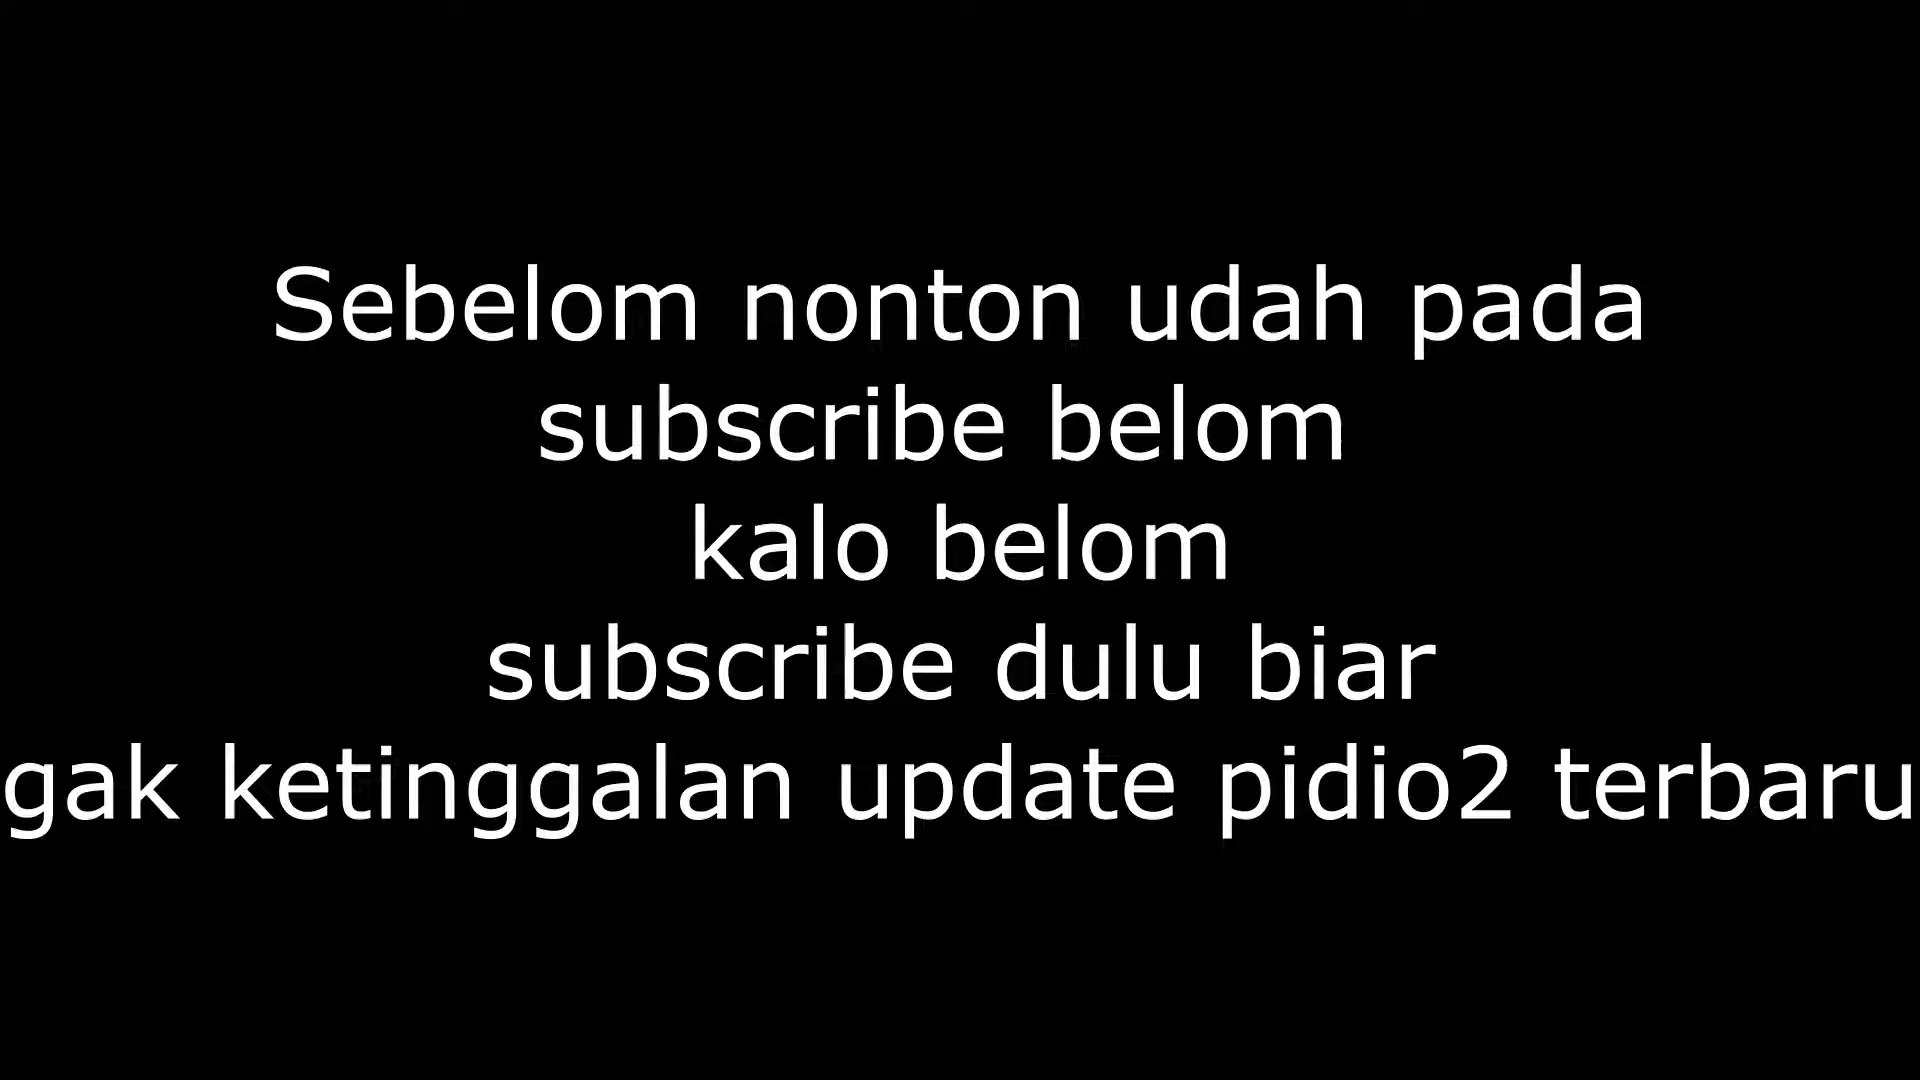 Sebelom nonton udah pada
subscribe belom
kalo belom
subscribe dulu biar
gak ketinggalan update pidio2 terbaru